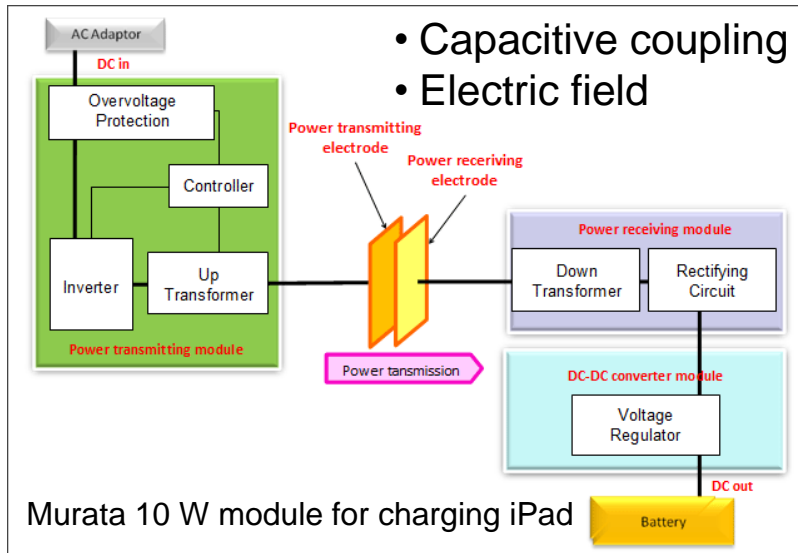 AC Adaptor
• Capacitive coupling
• Electric field
DC in
Overvoltage
Protection
Controller
Inverter
Up
Transformer
Power transmitting module
Power transmitting
electrode
Power receriving
electrode
Power tansmission
Power receiving module
Down
Transformer
Rectifying
Circuit
DC-DC converter module
Voltage
Regulator
DC out
Battery
Murata 10 W module for charging iPad